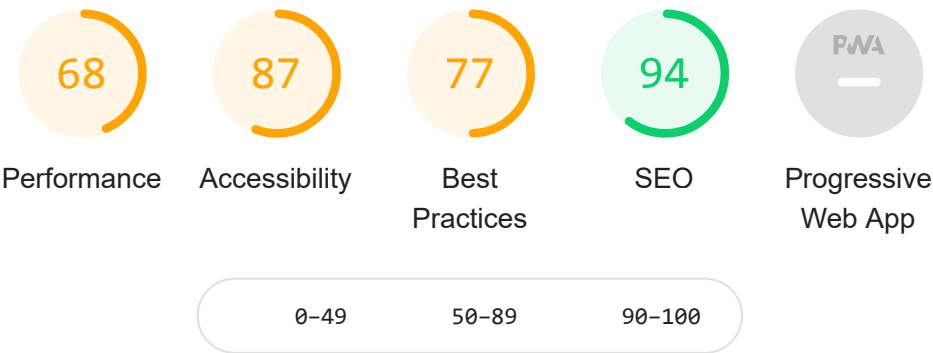 68 87 77 94 PWA
Performance Accessibility Best Practices SEO Progressive Web App
0–49 50–89 90–100